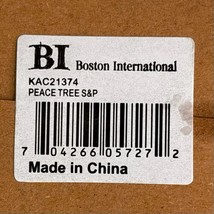 BI Boston International
KAC21374
PEACE TREE S&P
7 04266 05727 2
Made in China